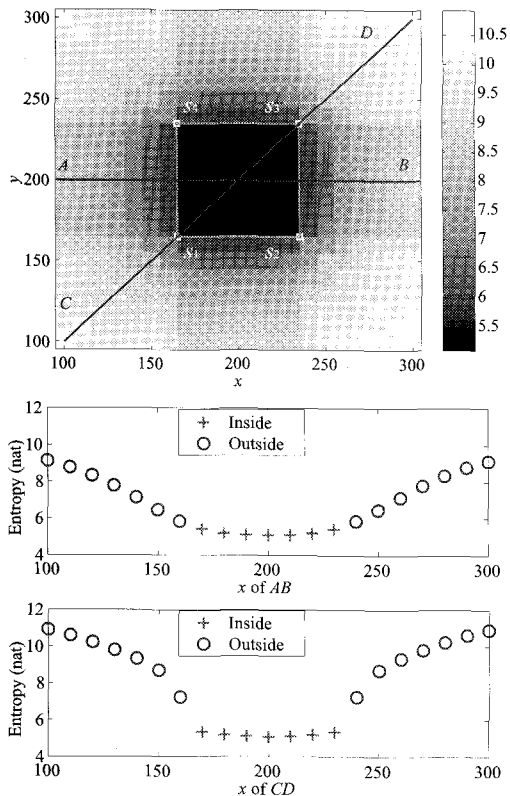 300
250
200
150
100
y
100
150
200
250
300
x
A
B
C
D
S4
S3
S1
S2
10.5
10
9.5
9
8.5
8
7.5
7
6.5
6
5.5
12
10
8
6
4
Entropy (nat)
Inside
Outside
100
150
200
250
300
x of AB
12
10
8
6
4
Entropy (nat)
Inside
Outside
100
150
200
250
300
x of CD